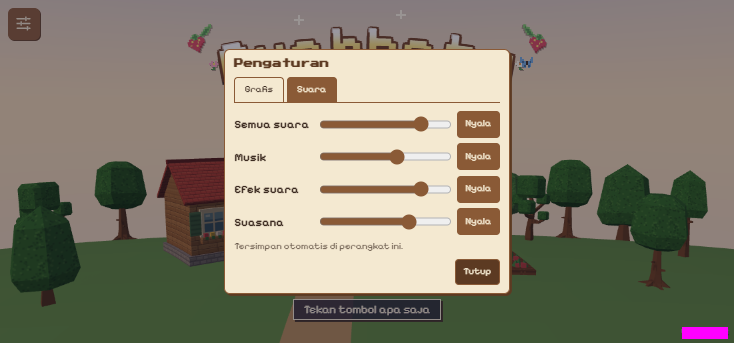 Pengaturan
Grafis
Suara
Semua suara
Nyala
Musik
Nyala
Efek suara
Nyala
Suasana
Nyala
Tersimpan otomatis di perangkat ini.
Tutup
Tekan tombol apa saja